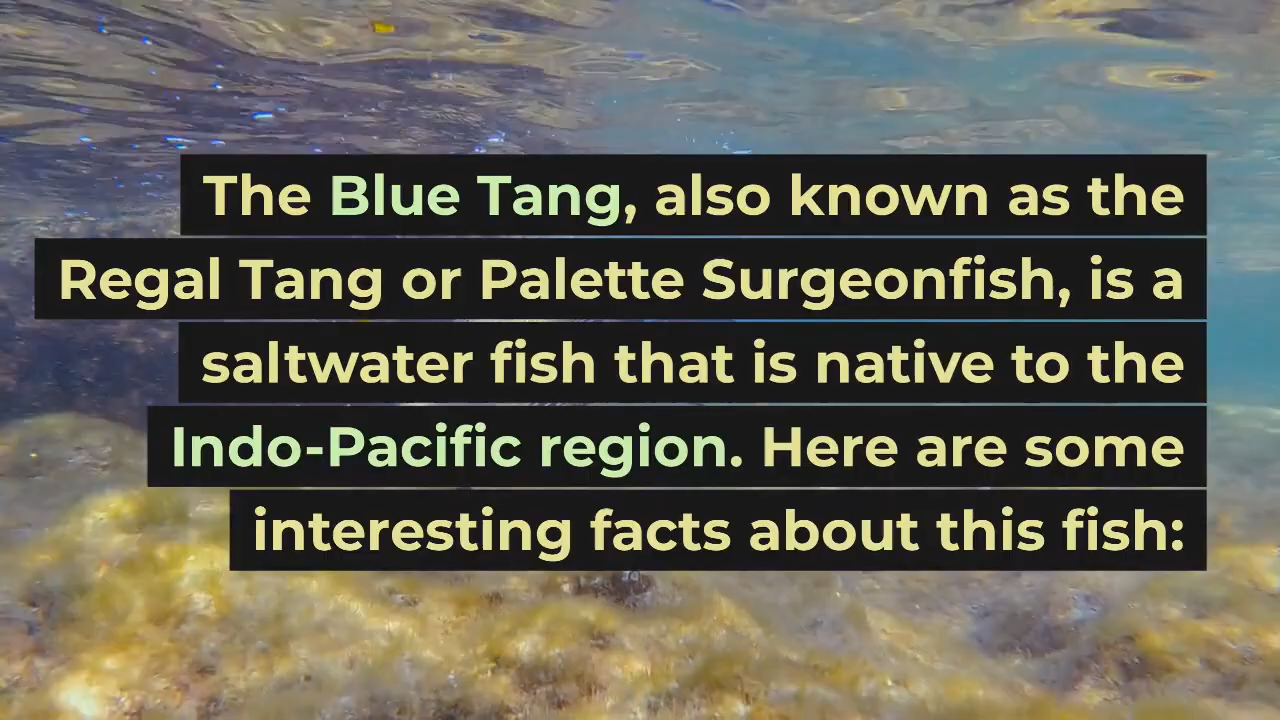 The Blue Tang, also known as the
Regal Tang or Palette Surgeonfish, is a
saltwater fish that is native to the
Indo-Pacific region. Here are some
interesting facts about this fish: